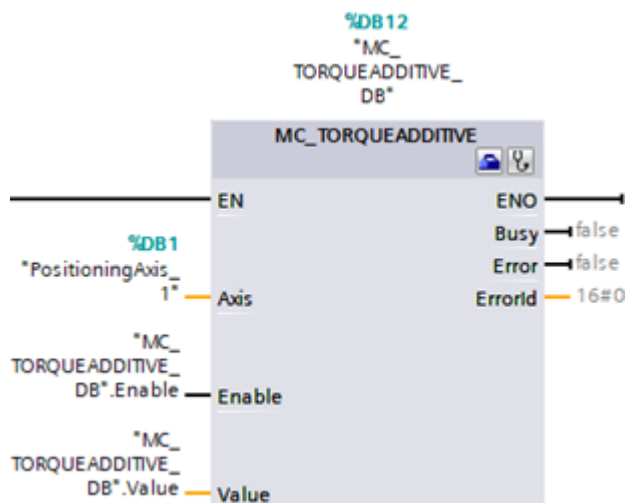 %DB12
"MC_
TORQUEADDITIVE_
DB"
MC_TORQUEADDITIVE
EN
ENO
Busy
false
%DB1
"PositioningAxis_
1"
Error
false
Axis
ErrorId
16#0
"MC_
TORQUEADDITIVE_
DB".Enable
Enable
"MC_
TORQUEADDITIVE_
DB".Value
Value